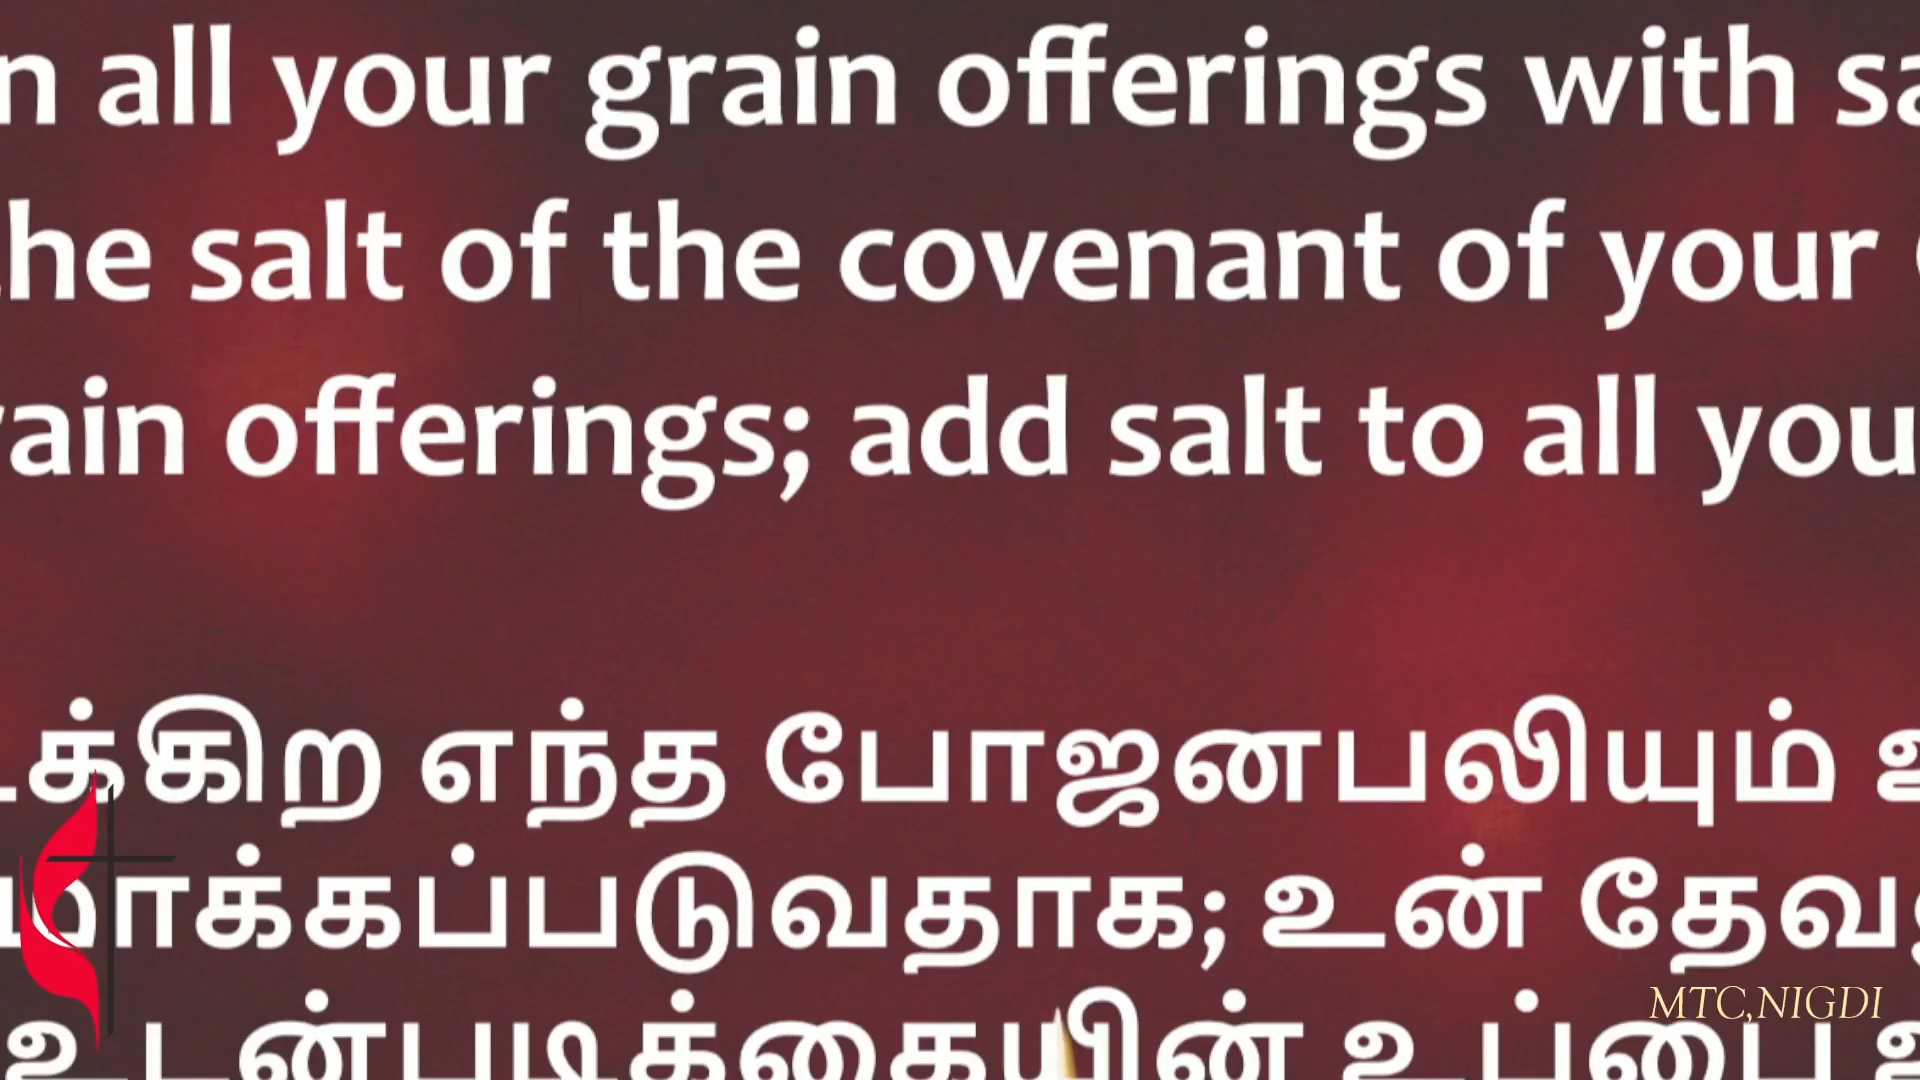 n all your grain offerings with sa
he salt of the covenant of your
ain offerings; add salt to all you
க்கிற எந்த போஜனபலியும்
மாக்கப்படுவதாக; உன் தேவ
உடன்படிக்கையின் உப்பை
MTC,NIGDI